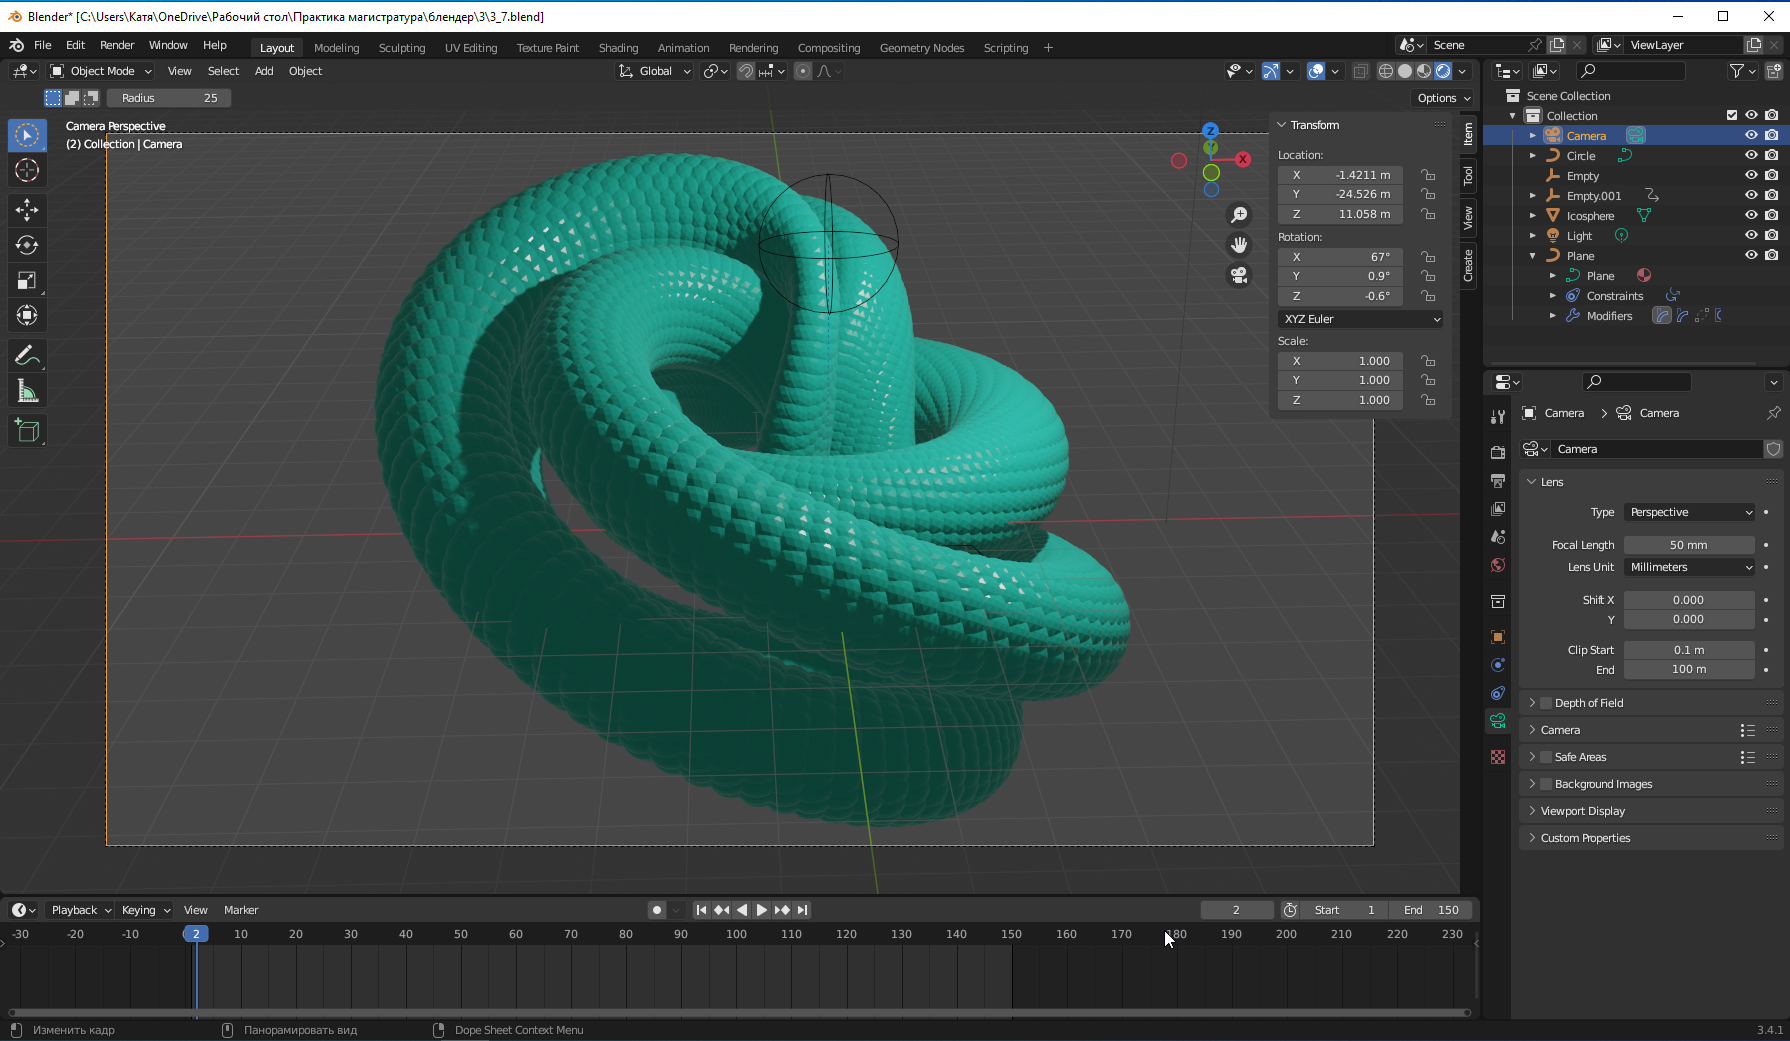 Blender* [C:\Users\Катя\OneDrive\Рабочий стол\Практика магистратура\блендер\3\3_7.blend]
File Edit Render Window Help Layout Modeling Sculpting UV Editing Texture Paint Shading Animation Rendering Compositing Geometry Nodes Scripting + Scene ViewLayer
Object Mode View Select Add Object Global
Radius 25 Options
Camera Perspective
(2) Collection | Camera
Z
Y
X
Transform
Location:
X -1.4211 m
Y -24.526 m
Z 11.058 m
Rotation:
X 67°
Y 0.9°
Z -0.6°
XYZ Euler
Scale:
X 1.000
Y 1.000
Z 1.000
Item
Tool
View
Create
Scene Collection
Collection
Camera
Circle
Empty
Empty.001
Icosphere
Light
Plane
Plane
Constraints
Modifiers
Camera > Camera
Camera
Lens
Type Perspective
Focal Length 50 mm
Lens Unit Millimeters
Shift X 0.000
Y 0.000
Clip Start 0.1 m
End 100 m
Depth of Field
Camera
Safe Areas
Background Images
Viewport Display
Custom Properties
Playback Keying View Marker 2 Start 1 End 150
-30 -20 -10 2 10 20 30 40 50 60 70 80 90 100 110 120 130 140 150 160 170 180 190 200 210 220 230
Изменить кадр Панорамировать вид Dope Sheet Context Menu 3.4.1